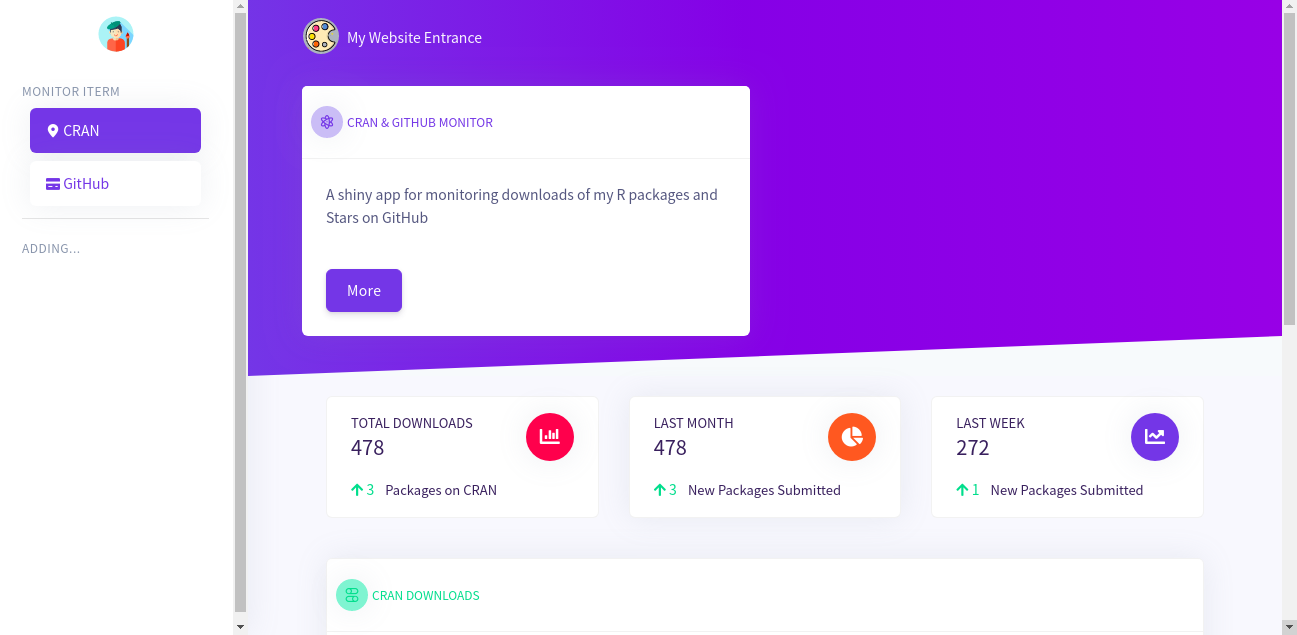 MONITOR ITERM
CRAN
GitHub
ADDING...
My Website Entrance
CRAN & GITHUB MONITOR
A shiny app for monitoring downloads of my R packages and
Stars on GitHub
More
TOTAL DOWNLOADS
478
3 Packages on CRAN
LAST MONTH
478
3 New Packages Submitted
LAST WEEK
272
1 New Packages Submitted
CRAN DOWNLOADS